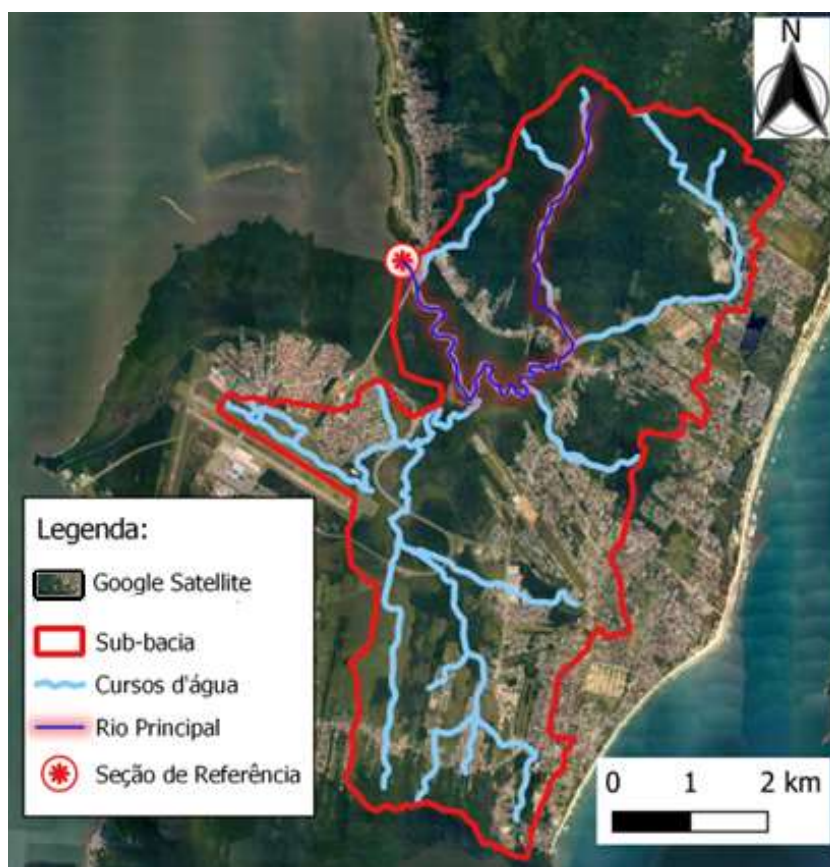 N
Legenda:
Google Satellite
Sub-bacia
Cursos d'água
Rio Principal
Seção de Referência
0 1 2 km